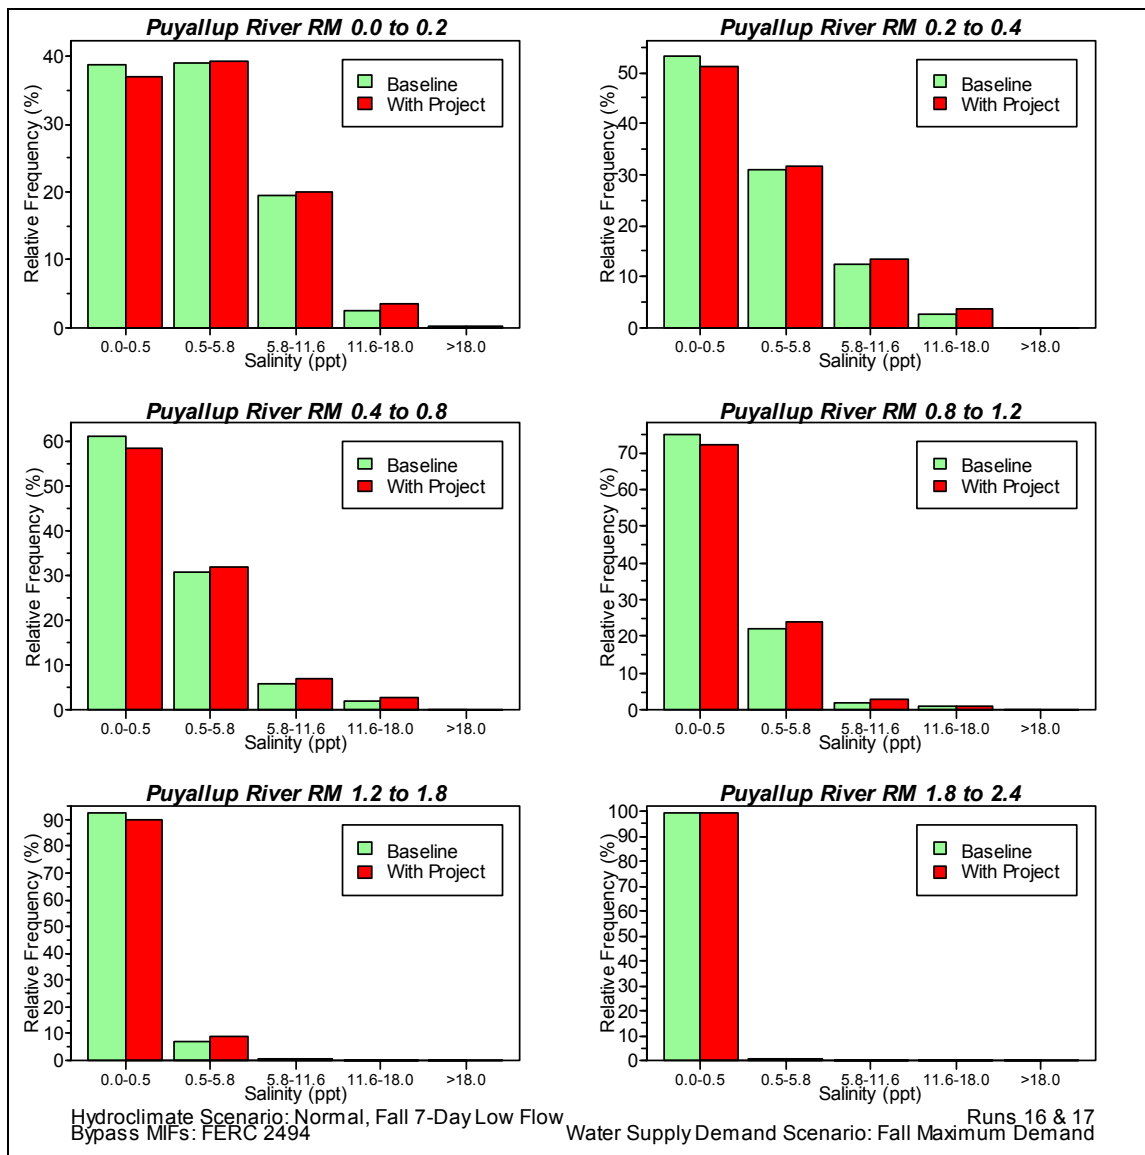 Puyallup River RM 0.0 to 0.2
Relative Frequency (%)
40
30
20
10
0
Baseline
With Project
0.0-0.5 0.5-5.8 5.8-11.6 11.6-18.0 >18.0
Salinity (ppt)
Puyallup River RM 0.2 to 0.4
Relative Frequency (%)
50
40
30
20
10
0
Baseline
With Project
0.0-0.5 0.5-5.8 5.8-11.6 11.6-18.0 >18.0
Salinity (ppt)
Puyallup River RM 0.4 to 0.8
Relative Frequency (%)
60
50
40
30
20
10
0
Baseline
With Project
0.0-0.5 0.5-5.8 5.8-11.6 11.6-18.0 >18.0
Salinity (ppt)
Puyallup River RM 0.8 to 1.2
Relative Frequency (%)
70
60
50
40
30
20
10
0
Baseline
With Project
0.0-0.5 0.5-5.8 5.8-11.6 11.6-18.0 >18.0
Salinity (ppt)
Puyallup River RM 1.2 to 1.8
Relative Frequency (%)
90
80
70
60
50
40
30
20
10
0
Baseline
With Project
0.0-0.5 0.5-5.8 5.8-11.6 11.6-18.0 >18.0
Salinity (ppt)
Puyallup River RM 1.8 to 2.4
Relative Frequency (%)
100
90
80
70
60
50
40
30
20
10
0
Baseline
With Project
0.0-0.5 0.5-5.8 5.8-11.6 11.6-18.0 >18.0
Salinity (ppt)
Hydroclimate Scenario: Normal, Fall 7-Day Low Flow
Runs 16 & 17
Bypass MIFs: FERC 2494
Water Supply Demand Scenario: Fall Maximum Demand